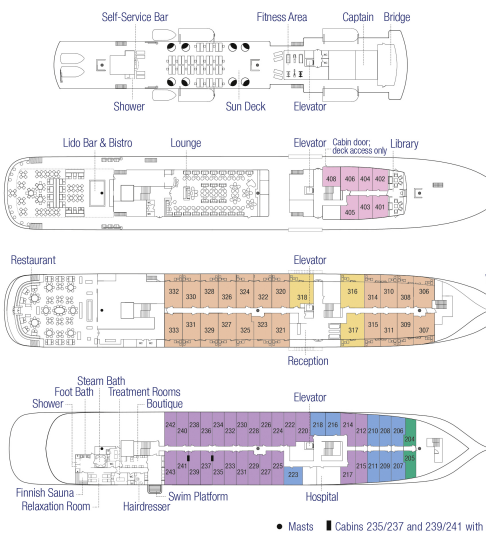 Self-Service Bar
Fitness Area
Captain
Bridge
Shower
Sun Deck
Elevator
Lido Bar & Bistro
Lounge
Elevator
Cabin door;
deck access only
Library
408 406 404 402
405 403 401
Restaurant
Elevator
332 330 328 326 324 322 320 318 316 314 310 308 306
333 331 329 327 325 323 321 317 315 311 309 307
Reception
Steam Bath
Foot Bath
Treatment Rooms
Shower
Boutique
Elevator
242 240 238 236 234 230 228 226 224 222 220 218 216 214 212 210 208 206 204
243 241 239 237 235 231 229 227 225 223 217 215 211 209 207 205
Finnish Sauna
Relaxation Room
Hairdresser
Swim Platform
Hospital
Masts
Cabins 235/237 and 239/241 with